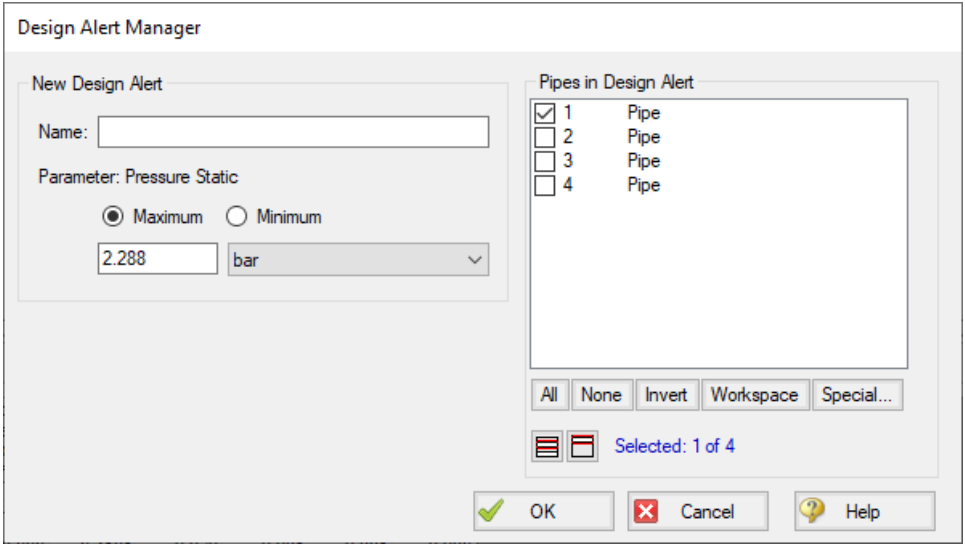 Design Alert Manager
New Design Alert
Name:
Parameter: Pressure Static
Maximum Minimum
2.288 bar
Pipes in Design Alert
1 Pipe
2 Pipe
3 Pipe
4 Pipe
All None Invert Workspace Special...
Selected: 1 of 4
OK Cancel Help